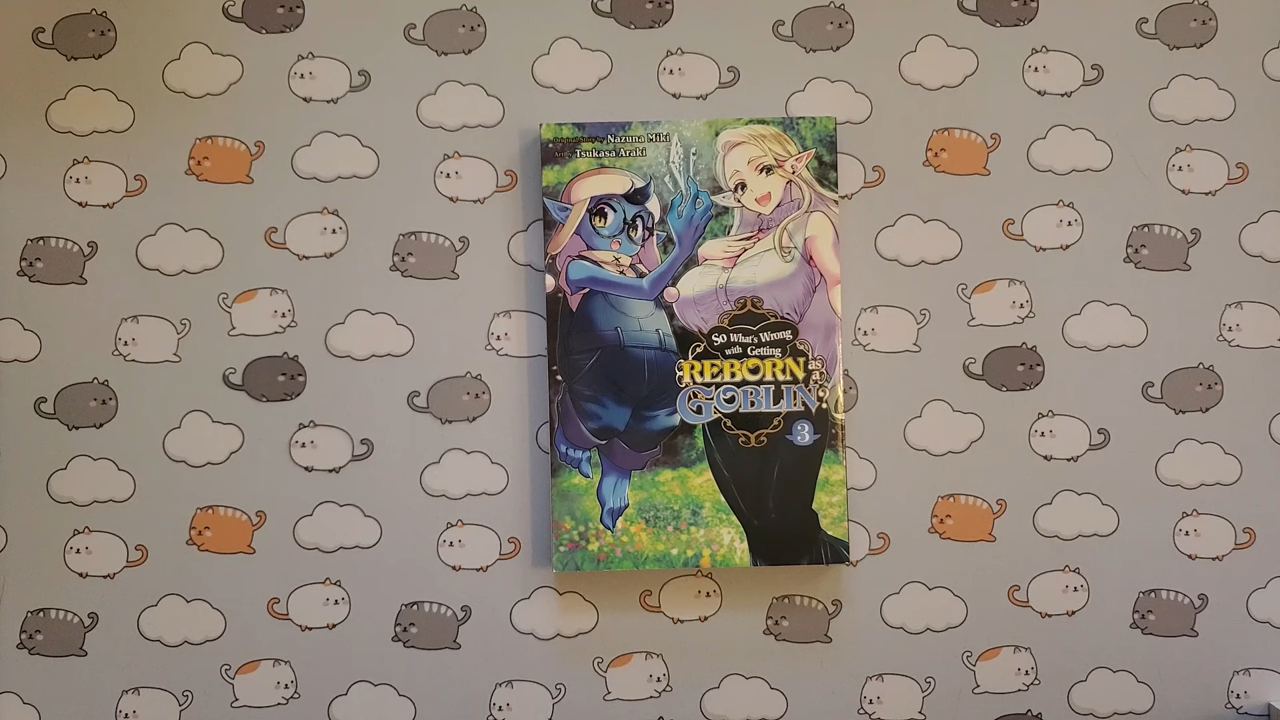 Original Story by Nazuna Miki
Art by Tsukasa Araki
So What's Wrong
with Getting
REBORN as
a
GOBLIN?
3